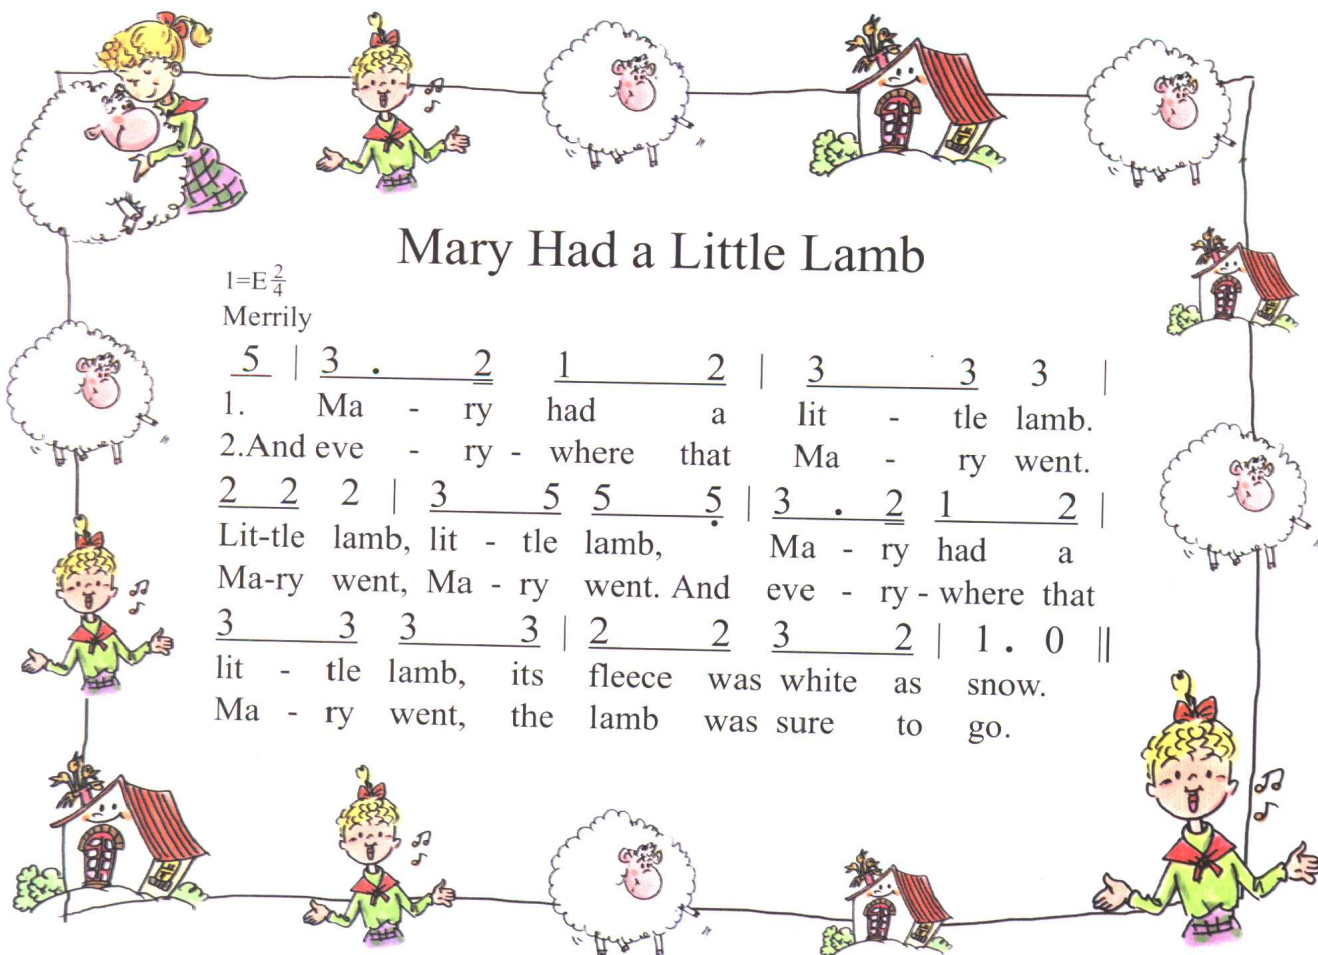 Mary Had a Little Lamb
1=E 2/4
Merrily
5 | 3 . 2 1 2 | 3 3 3 |
1. Ma - ry had a lit - tle lamb.
2.And eve - ry - where that Ma - ry went.
2 2 2 | 3 5 5 5̣ | 3 . 2 1 2 |
Lit-tle lamb, lit - tle lamb, Ma - ry had a
Ma-ry went, Ma - ry went. And eve - ry - where that
3 3 3 3 | 2 2 3 2 | 1 . 0 ||
lit - tle lamb, its fleece was white as snow.
Ma - ry went, the lamb was sure to go.